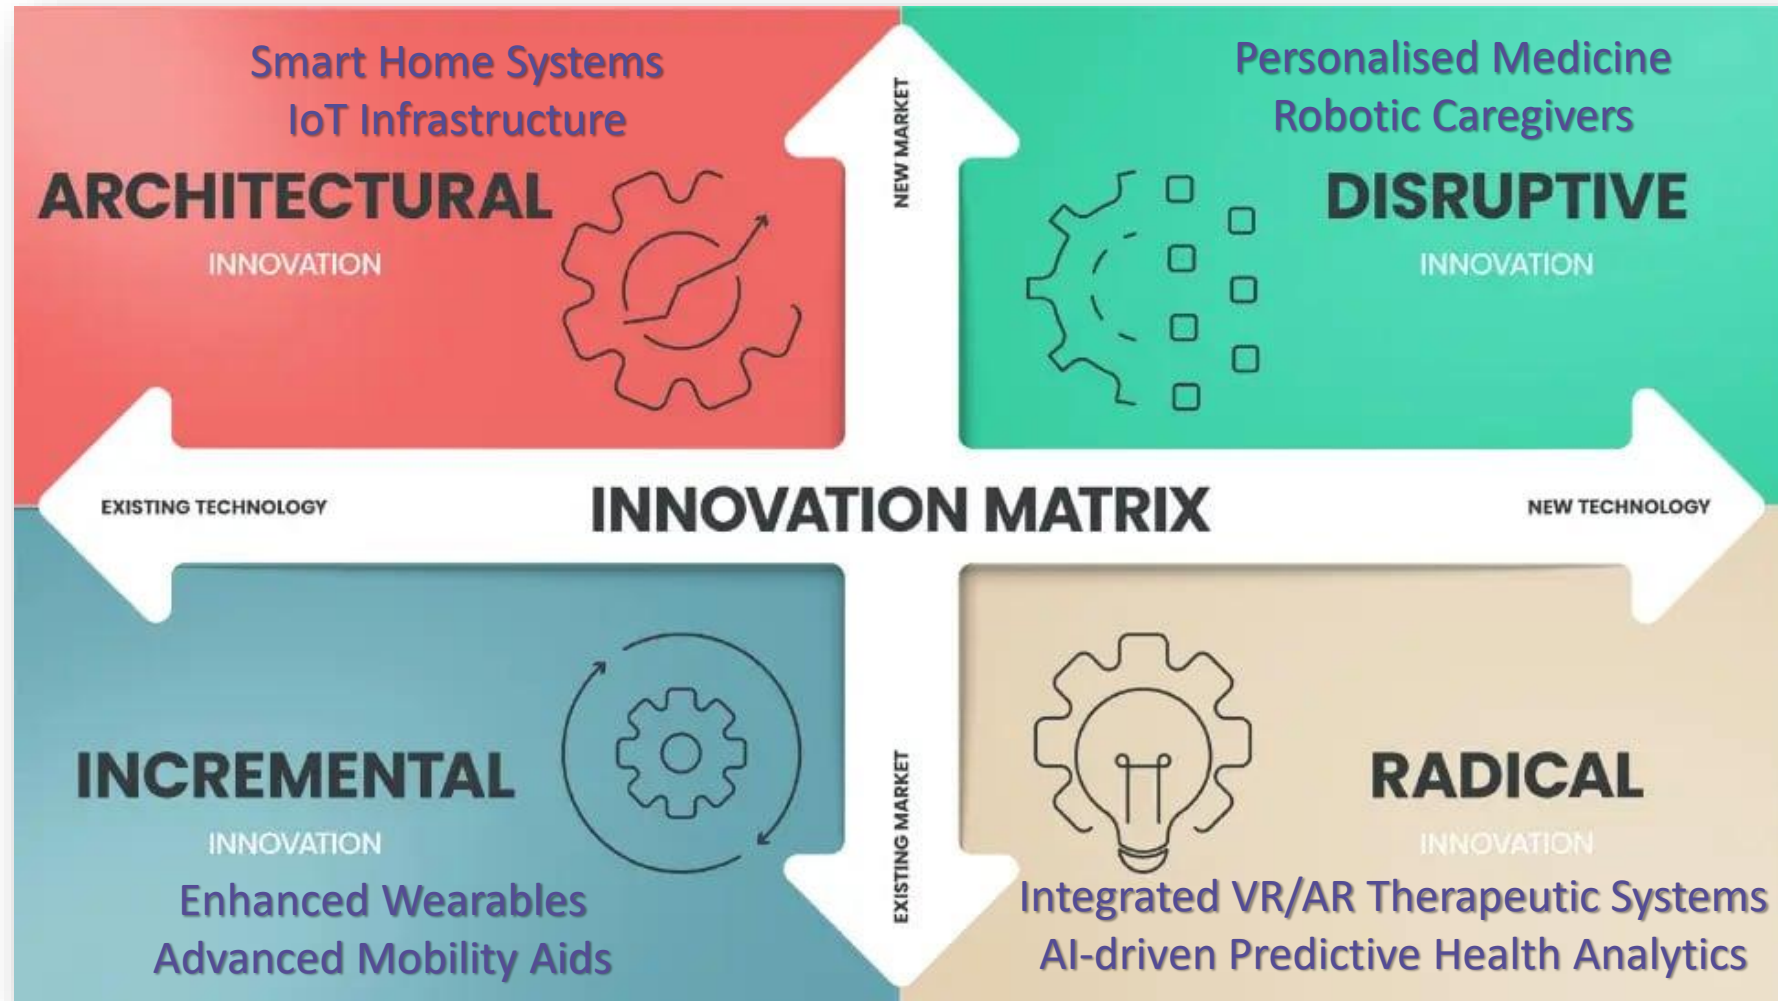 Smart Home Systems
IoT Infrastructure
ARCHITECTURAL
INNOVATION
NEW MARKET
Personalised Medicine
Robotic Caregivers
DISRUPTIVE
INNOVATION
EXISTING TECHNOLOGY
INNOVATION MATRIX
NEW TECHNOLOGY
INCREMENTAL
INNOVATION
Enhanced Wearables
Advanced Mobility Aids
EXISTING MARKET
RADICAL
INNOVATION
Integrated VR/AR Therapeutic Systems
AI-driven Predictive Health Analytics